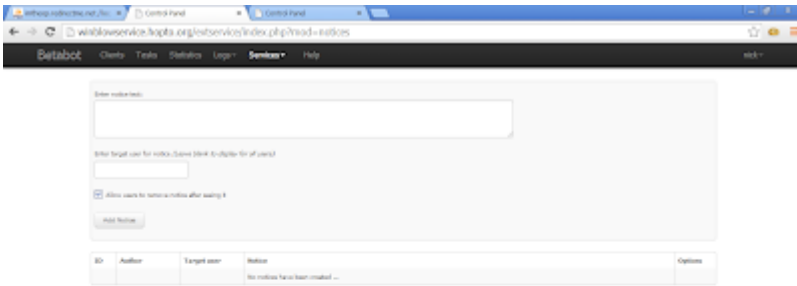 Control Panel
Control Panel
winblowservice.hopto.org/extservice/index.php?mod=notices
Betabot Clients Tasks Statistics Logs Services Help nick
Enter notice text:
Enter target user for notice (Leave blank to display for all users)
Allow users to remove notice after seeing it
Add Notice
ID Author Target user Notice Options
No notices have been created ...